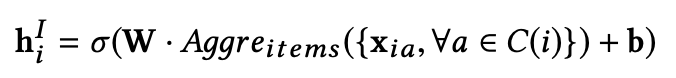 h_i^I = σ(W · Aggre_{items}({x_{ia}, ∀a ∈ C(i)}) + b)